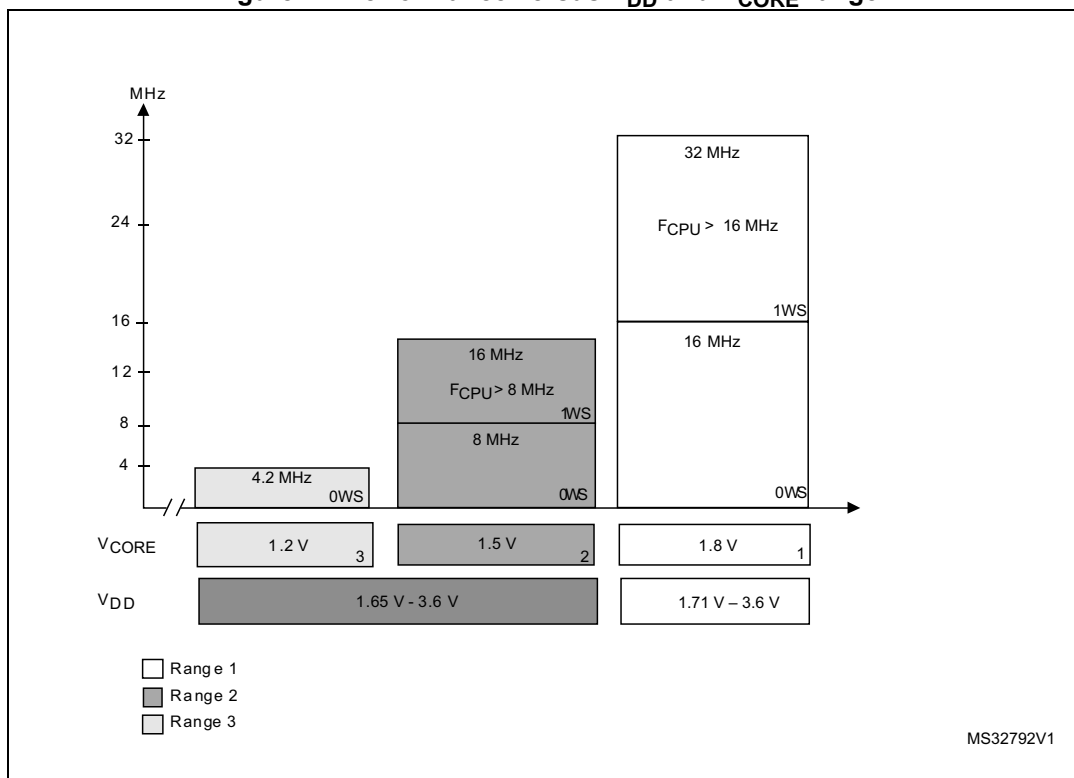 MHz
32
32 MHz
24
FCPU > 16 MHz
1WS
16
16 MHz
16 MHz
12
FCPU > 8 MHz
1WS
8
8 MHz
4
4.2 MHz
0WS
0WS
0WS
VCORE
1.2 V
3
1.5 V
2
1.8 V
1
VDD
1.65 V - 3.6 V
1.71 V – 3.6 V
Range 1
Range 2
Range 3
MS32792V1